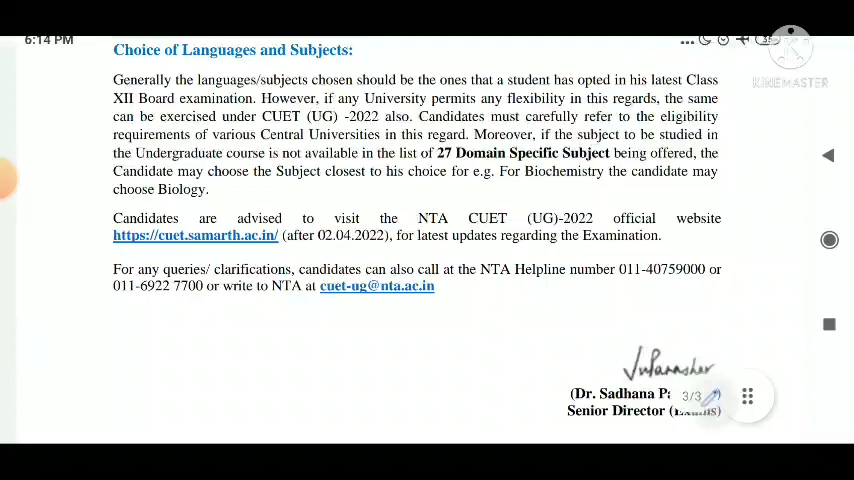 6:14 PM
35
KINEMASTER
Choice of Languages and Subjects:
Generally the languages/subjects chosen should be the ones that a student has opted in his latest Class
XII Board examination. However, if any University permits any flexibility in this regards, the same
can be exercised under CUET (UG) -2022 also. Candidates must carefully refer to the eligibility
requirements of various Central Universities in this regard. Moreover, if the subject to be studied in
the Undergraduate course is not available in the list of 27 Domain Specific Subject being offered, the
Candidate may choose the Subject closest to his choice for e.g. For Biochemistry the candidate may
choose Biology.
Candidates are advised to visit the NTA CUET (UG)-2022 official website
https://cuet.samarth.ac.in/ (after 02.04.2022), for latest updates regarding the Examination.
For any queries/ clarifications, candidates can also call at the NTA Helpline number 011-40759000 or
011-6922 7700 or write to NTA at cuet-ug@nta.ac.in
(Dr. Sadhana
3/3
Senior Director (Exams)